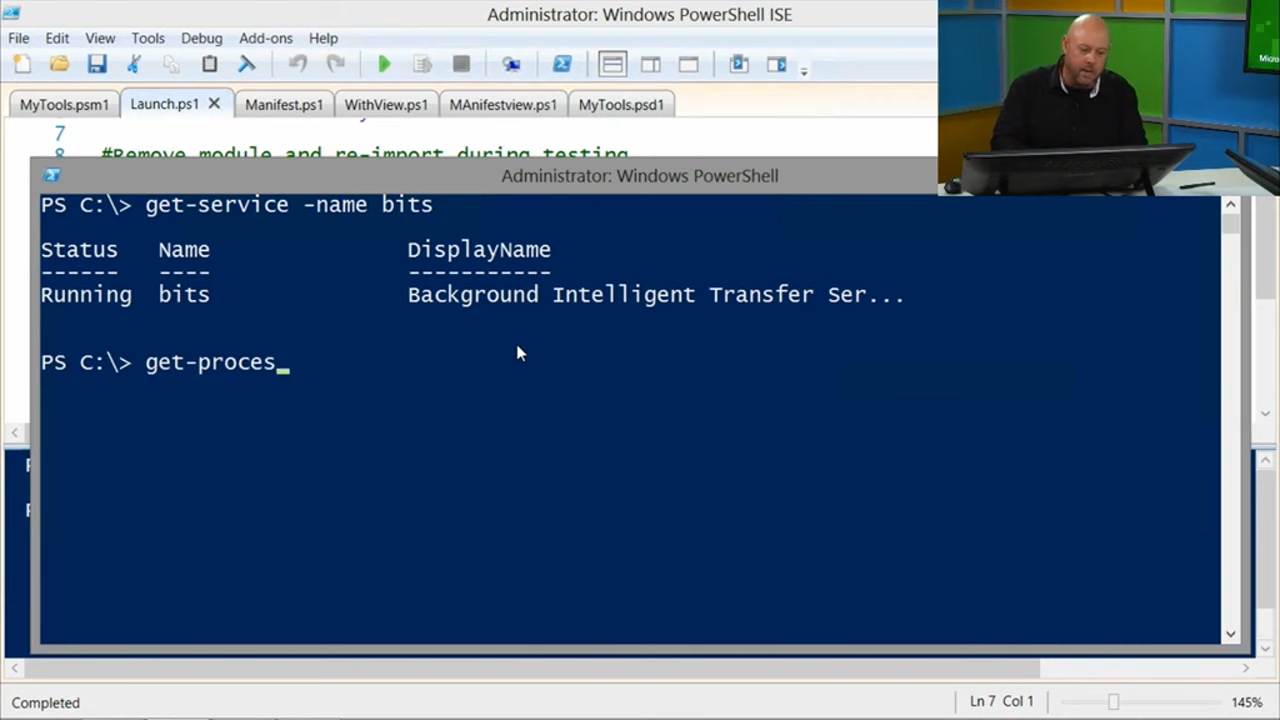 Administrator: Windows PowerShell ISE
File Edit View Tools Debug Add-ons Help
MyTools.psm1 Launch.ps1 Manifest.ps1 WithView.ps1 MAnifestview.ps1 MyTools.psd1
7
8 #Remove module and re-import during testing
Administrator: Windows PowerShell
PS C:\> get-service -name bits
Status Name DisplayName
------ ---- -----------
Running bits Background Intelligent Transfer Ser...
PS C:\> get-proces_
Completed Ln 7 Col 1 145%
Micro